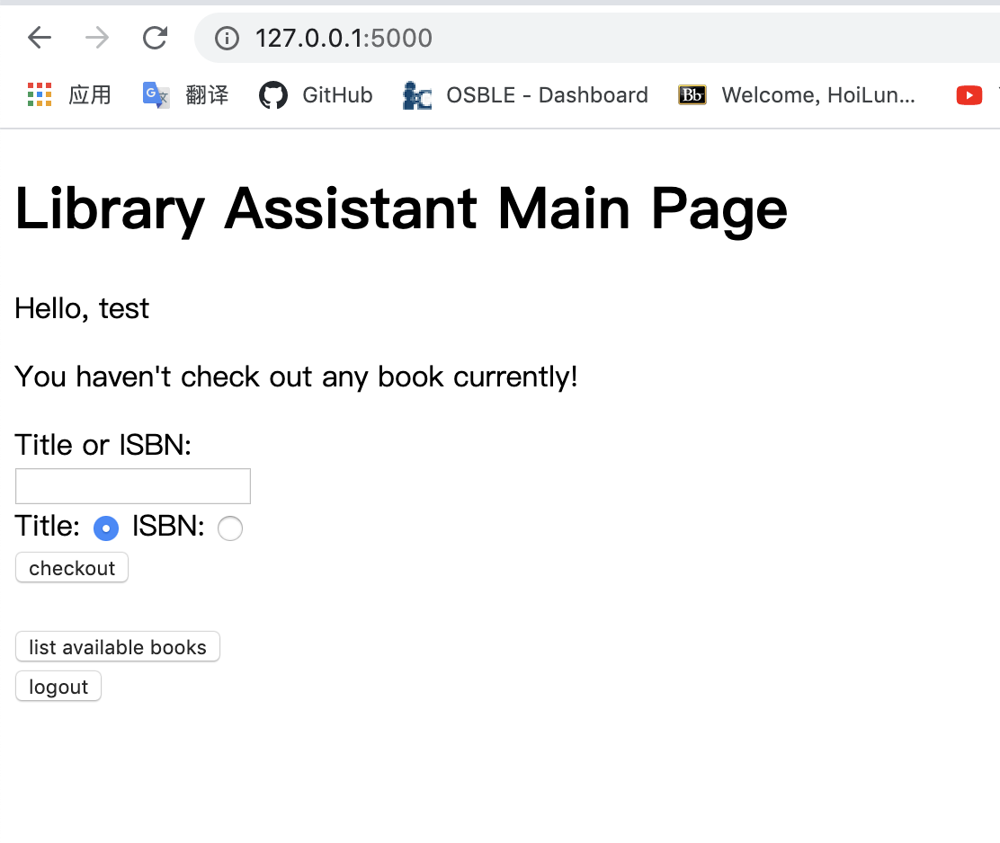 127.0.0.1:5000
应用 翻译 GitHub OSBLE - Dashboard Bb Welcome, HoiLun...
Library Assistant Main Page
Hello, test
You haven't check out any book currently!
Title or ISBN:
Title: ISBN:
checkout
list available books
logout